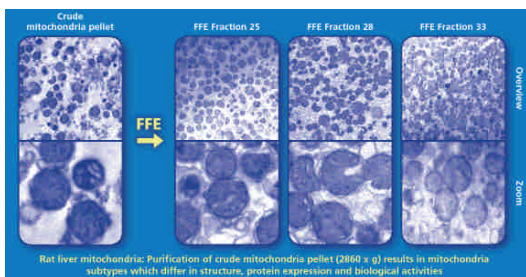 Crude
mitochondria pellet
FFE Fraction 25
FFE Fraction 28
FFE Fraction 33
Overview
FFE
Zoom
Rat liver mitochondria: Purification of crude mitochondria pellet (2860 x g) results in mitochondria
subtypes which differ in structure, protein expression and biological activities